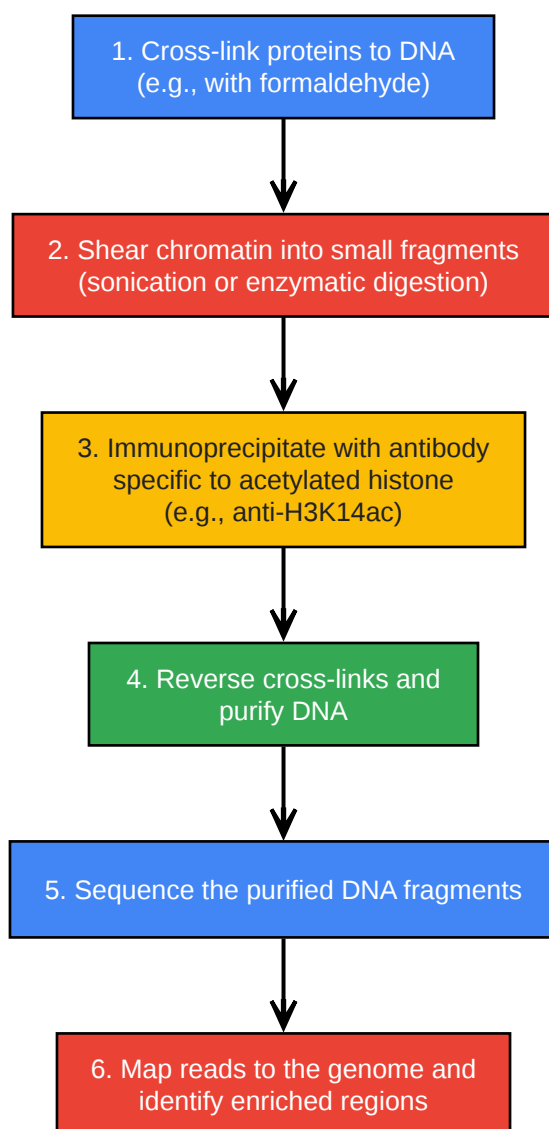 1. Cross-link proteins to DNA
(e.g., with formaldehyde)
2. Shear chromatin into small fragments
(sonication or enzymatic digestion)
3. Immunoprecipitate with antibody
specific to acetylated histone
(e.g., anti-H3K14ac)
4. Reverse cross-links and
purify DNA
5. Sequence the purified DNA fragments
6. Map reads to the genome and
identify enriched regions